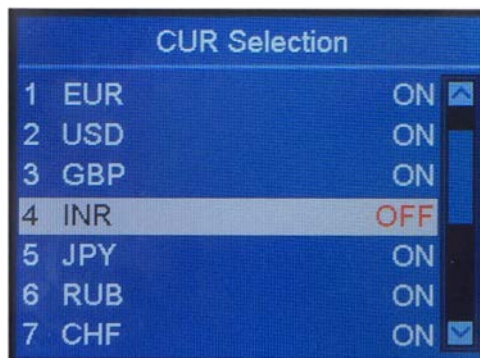 CUR Selection
1 EUR ON
2 USD ON
3 GBP ON
4 INR OFF
5 JPY ON
6 RUB ON
7 CHF ON